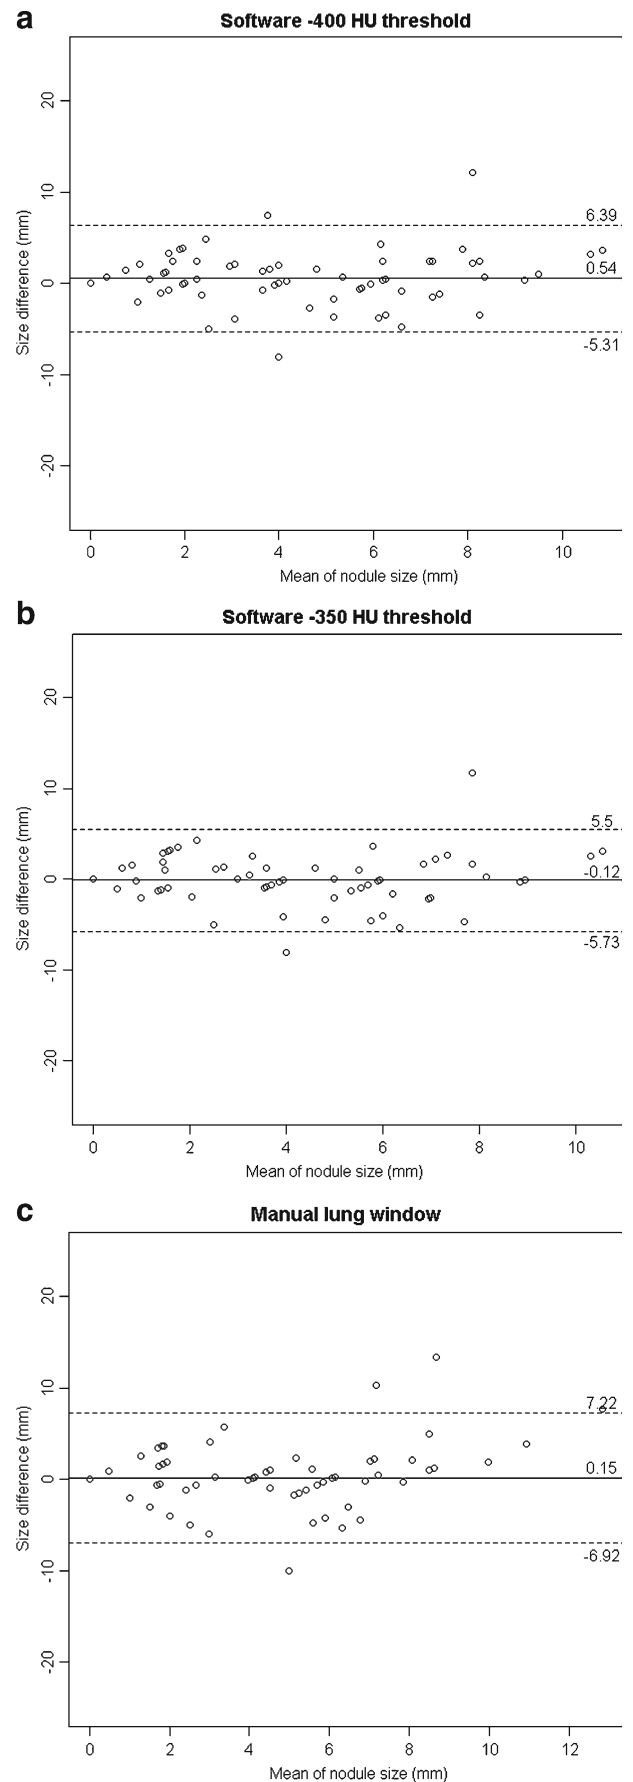 a
Software -400 HU threshold
20
10
0
-10
-20
Size difference (mm)
6.39
0.54
-5.31
0 2 4 6 8 10
Mean of nodule size (mm)
b
Software -350 HU threshold
20
10
0
-10
-20
Size difference (mm)
5.5
-0.12
-5.73
0 2 4 6 8 10
Mean of nodule size (mm)
c
Manual lung window
20
10
0
-10
-20
Size difference (mm)
7.22
0.15
-6.92
0 2 4 6 8 10 12
Mean of nodule size (mm)